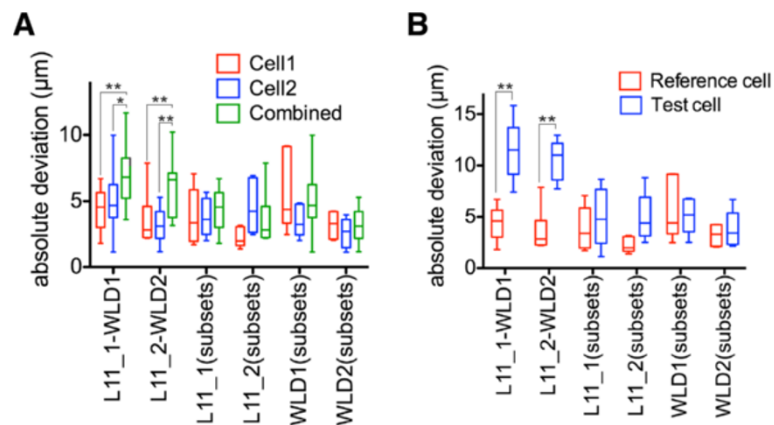 A
Cell1
Cell2
Combined
absolute deviation (μm)
10
5
0
**
*
**
**
L11_1-WLD1
L11_2-WLD2
L11_1(subsets)
L11_2(subsets)
WLD1(subsets)
WLD2(subsets)
B
Reference cell
Test cell
absolute deviation (μm)
15
10
5
0
**
**
L11_1-WLD1
L11_2-WLD2
L11_1(subsets)
L11_2(subsets)
WLD1(subsets)
WLD2(subsets)